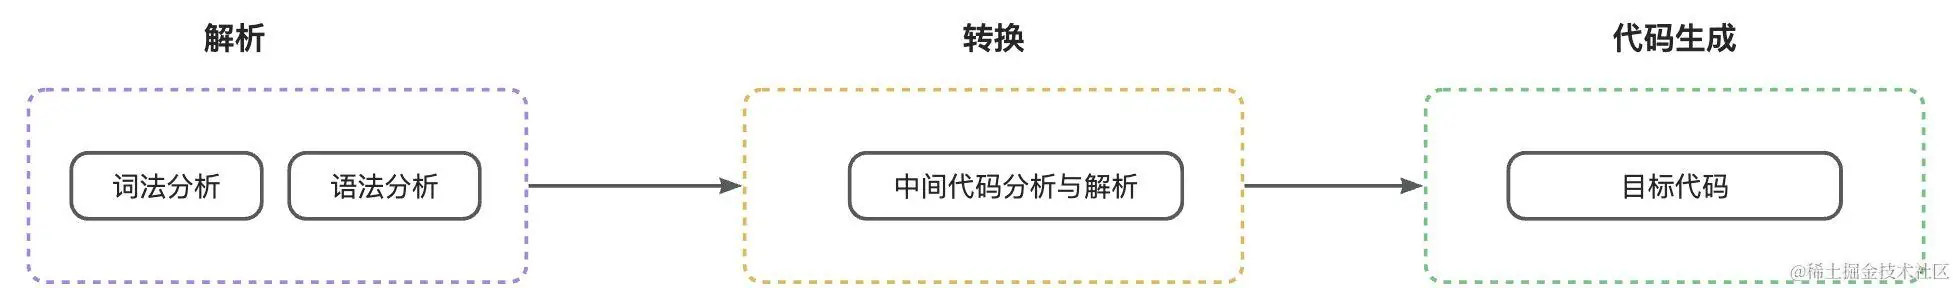 解析
转换
代码生成
词法分析
语法分析
中间代码分析与解析
目标代码
@稀土掘金技术社区